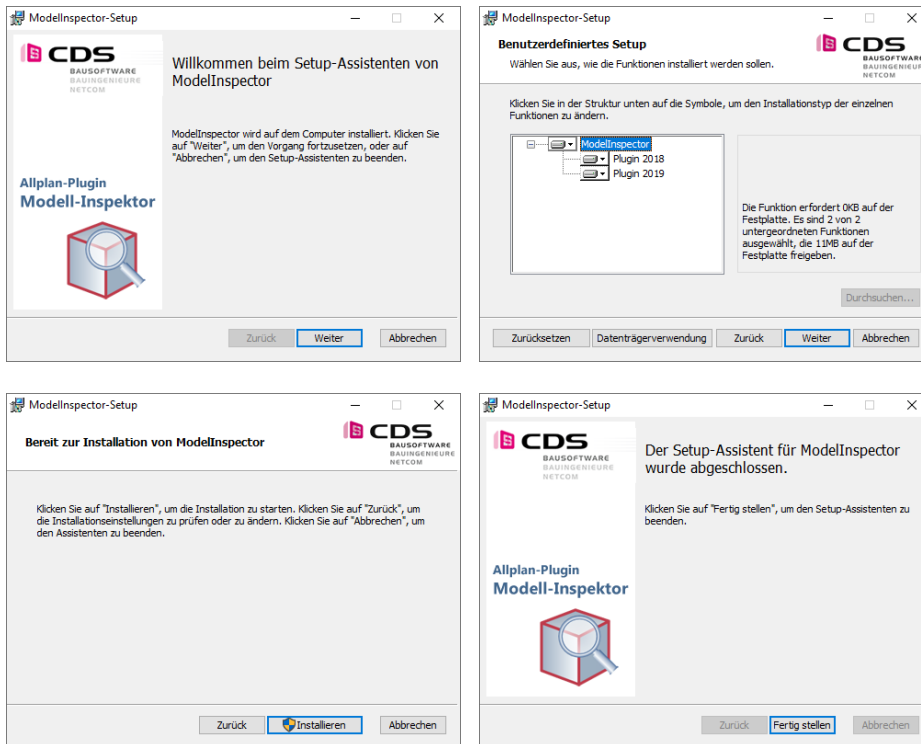 ModelInspector-Setup
CDS
BAUSOFTWARE
BAUINGENIEURE
NETCOM
Willkommen beim Setup-Assistenten von
ModelInspector
ModelInspector wird auf dem Computer installiert. Klicken Sie
auf "Weiter", um den Vorgang fortzusetzen, oder auf
"Abbrechen", um den Setup-Assistenten zu beenden.
Allplan-Plugin
Modell-Inspektor
Zurück Weiter Abbrechen
ModelInspector-Setup
Benutzerdefiniertes Setup
Wählen Sie aus, wie die Funktionen installiert werden sollen.
CDS
BAUSOFTWARE
BAUINGENIEUR
NETCOM
Klicken Sie in der Struktur unten auf die Symbole, um den Installationstyp der einzelnen
Funktionen zu ändern.
ModelInspector
Plugin 2018
Plugin 2019
Die Funktion erfordert 0KB auf der
Festplatte. Es sind 2 von 2
untergeordneten Funktionen
ausgewählt, die 11MB auf der
Festplatte freigeben.
Durchsuchen...
Zurücksetzen Datenträgerverwendung Zurück Weiter Abbrechen
ModelInspector-Setup
Bereit zur Installation von ModelInspector
CDS
BAUSOFTWARE
BAUINGENIEURE
NETCOM
Klicken Sie auf "Installieren", um die Installation zu starten. Klicken Sie auf "Zurück", um
die Installationseinstellungen zu prüfen oder zu ändern. Klicken Sie auf "Abbrechen", um
den Assistenten zu beenden.
Zurück Installieren Abbrechen
ModelInspector-Setup
CDS
BAUSOFTWARE
BAUINGENIEURE
NETCOM
Der Setup-Assistent für ModelInspector
wurde abgeschlossen.
Klicken Sie auf "Fertig stellen", um den Setup-Assistenten zu
beenden.
Allplan-Plugin
Modell-Inspektor
Zurück Fertig stellen Abbrechen